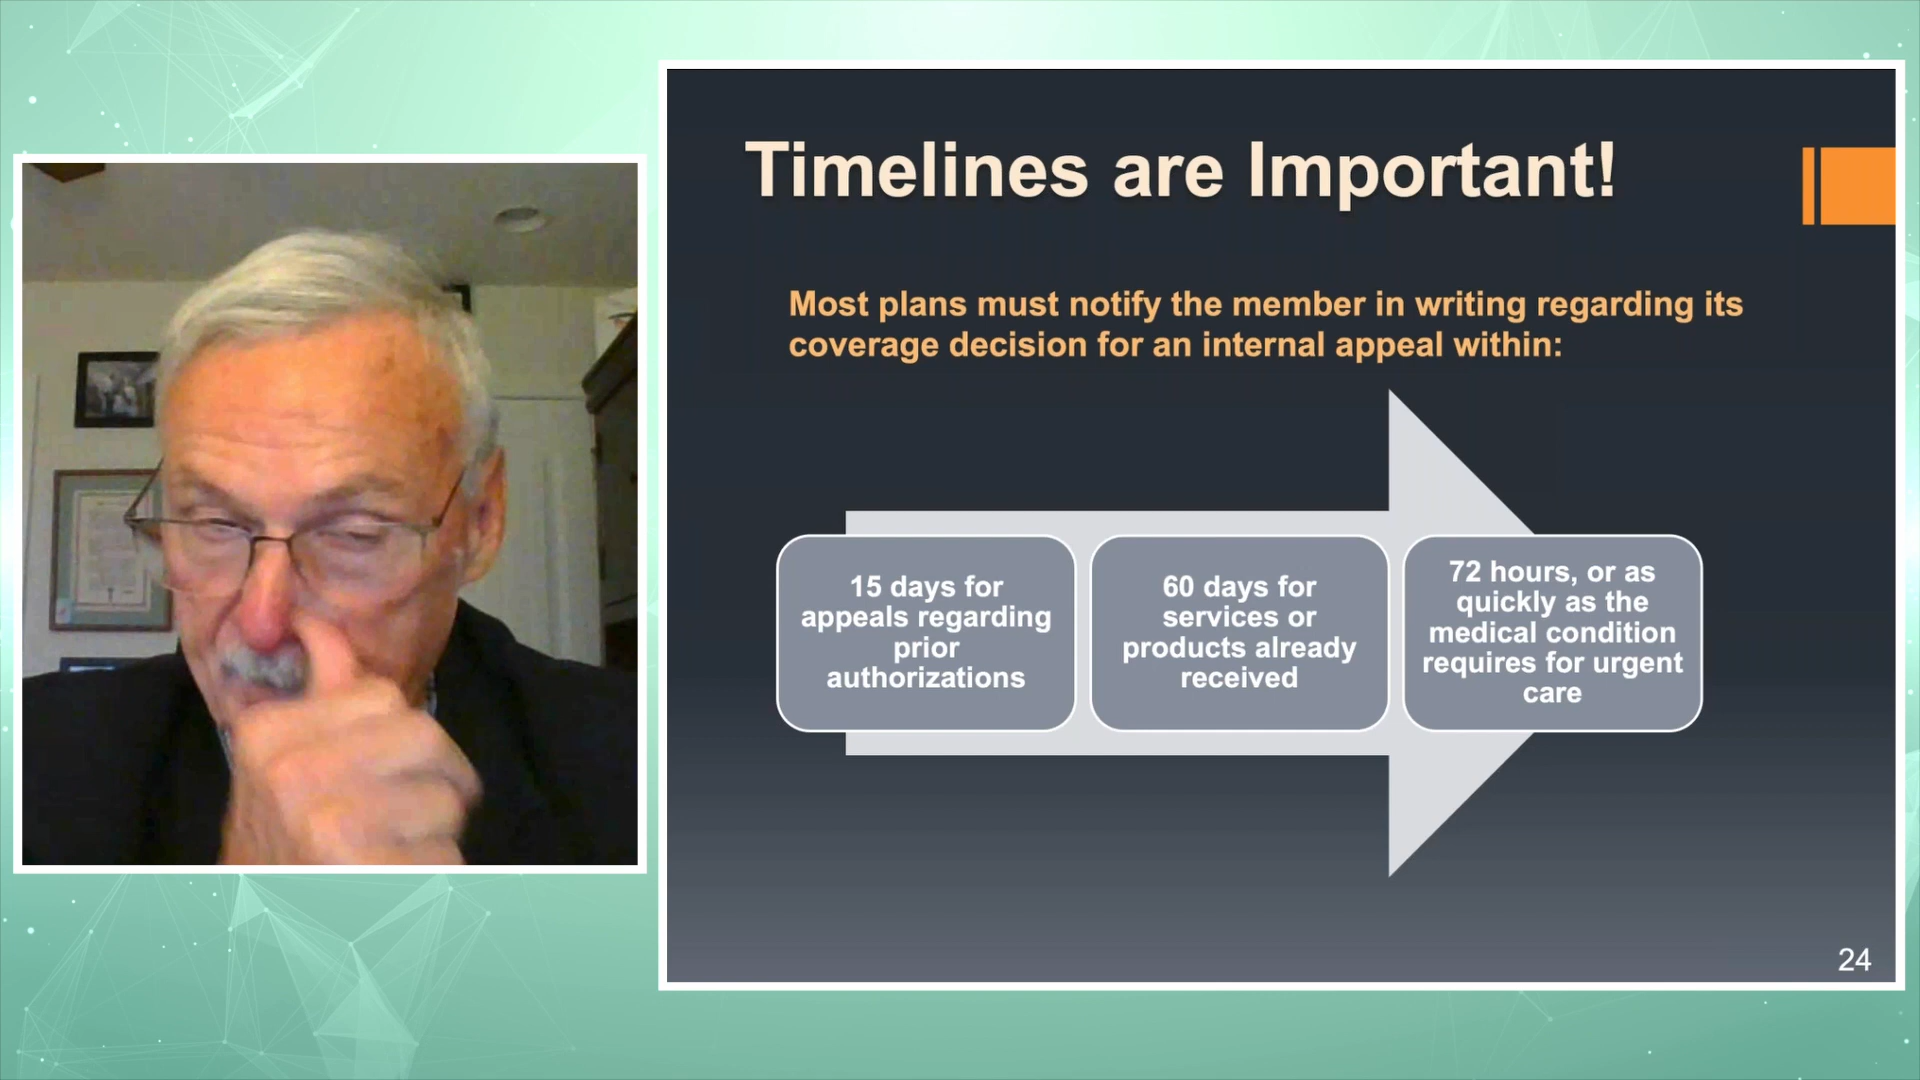 Timelines are Important!
Most plans must notify the member in writing regarding its
coverage decision for an internal appeal within:
15 days for
appeals regarding
prior
authorizations
60 days for
services or
products already
received
72 hours, or as
quickly as the
medical condition
requires for urgent
care
24